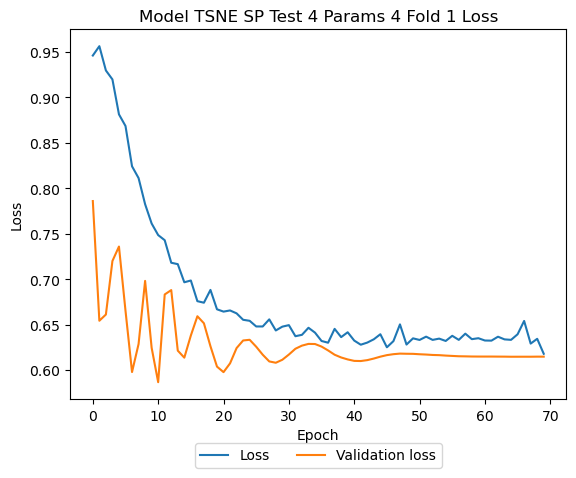 Model TSNE SP Test 4 Params 4 Fold 1 Loss
0.95
0.90
0.85
0.80
0.75
0.70
0.65
0.60
Loss
0 10 20 30 40 50 60 70
Epoch
Loss Validation loss